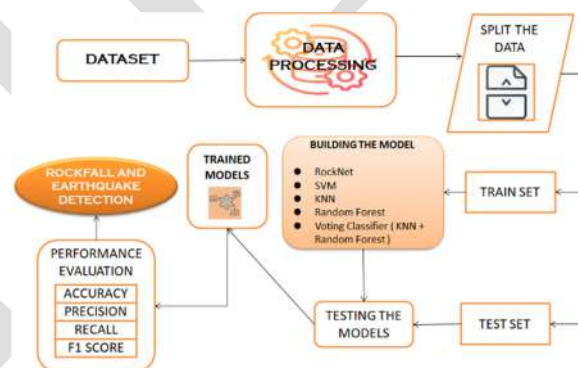 DATASET
DATA
PROCESSING
SPLIT THE
DATA
BUILDING THE MODEL
RockNet
SVM
KNN
Random Forest
Voting Classifier ( KNN +
Random Forest )
TRAIN SET
TRAINED
MODELS
ROCKFALL AND
EARTHQUAKE
DETECTION
PERFORMANCE
EVALUATION
ACCURACY
PRECISION
RECALL
F1 SCORE
TESTING THE
MODELS
TEST SET